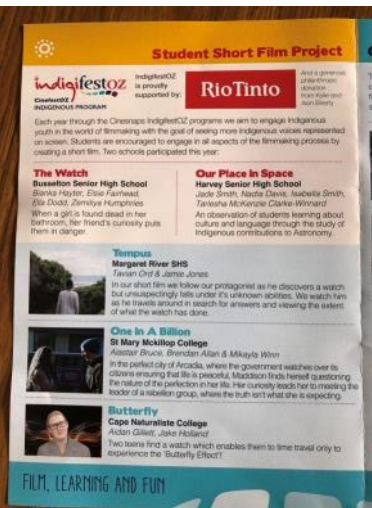 Student Short Film Project
indigifestOZ
CinefestOZ
INDIGENOUS PROGRAM
IndigifestOZ
is proudly
supported by:
RioTinto
And a generous
philanthropic
donation
from Katie and
Each year through the Cinesnaps IndigifestOZ programs we aim to engage Indigenous
youth in the world of filmmaking with the goal of seeing more Indigenous voices represented
on screen. Students are encouraged to engage in all aspects of the filmmaking process by
creating a short film. Two schools participated this year:
The Watch
Busselton Senior High School
Bianka Hayter, Elsie Fairhead,
Ella Dodd, Zemilya Humphries
When a girl is found dead in her
bathroom, her friend's curiosity puts
them in danger.
Our Place in Space
Harvey Senior High School
Jade Smith, Nadia Davis, Isabella Smith,
Taniesha McKenzie Clarke-Winnard
An observation of students learning about
culture and language through the study of
Indigenous contributions to Astronomy.
Tempus
Margaret River SHS
Tavian Ord & Jamie Jones
In our short film we follow our protagonist as he discovers a watch
but unsuspectingly falls under it's unknown abilities. We watch him
as he travels around in search for answers and viewing the extent
of what the watch has done.
One In A Billion
St Mary Mckillop College
Alastair Bruce, Brendan Allan & Mikayla Winn
In the perfect city of Arcadia, where the government watches over its
citizens ensuring that life is peaceful, Maddison finds herself questioning
the nature of the perfection in her life. Her curiosity leads her to meeting the
leader of a rebellion group, where the truth isn't what she is expecting.
Butterfly
Cape Naturaliste College
Aidan Gillett, Jake Holland
Two teens find a watch which enables them to time travel only to
experience the 'Butterfly Effect'!
FILM, LEARNING AND FUN